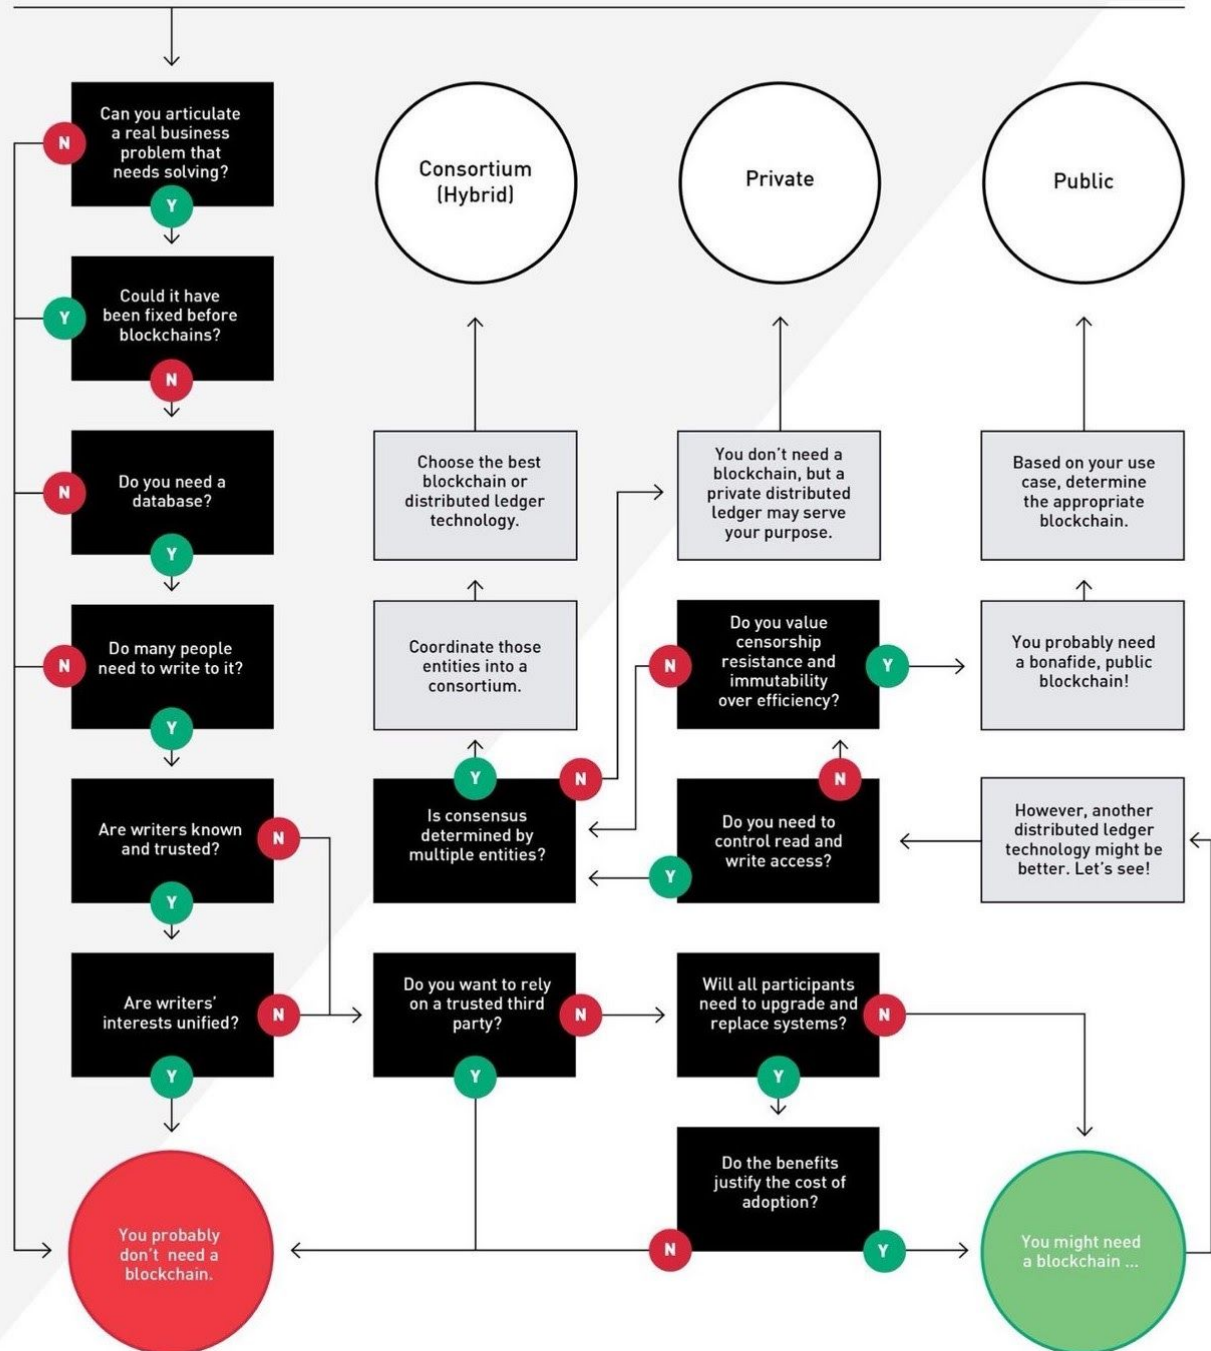 Can you articulate
a real business
problem that
needs solving?
N
Y
Consortium
(Hybrid)
Private
Public
Could it have
been fixed before
blockchains?
Y
N
Do you need a
database?
N
Y
Choose the best
blockchain or
distributed ledger
technology.
You don't need a
blockchain, but a
private distributed
ledger may serve
your purpose.
Based on your use
case, determine
the appropriate
blockchain.
Do many people
need to write to it?
N
Y
Coordinate those
entities into a
consortium.
Do you value
censorship
resistance and
immutability
over efficiency?
N
Y
You probably need
a bonafide, public
blockchain!
Are writers known
and trusted?
N
Y
Y
N
Is consensus
determined by
multiple entities?
N
Do you need to
control read and
write access?
Y
However, another
distributed ledger
technology might be
better. Let's see!
Are writers'
interests unified?
N
Y
Do you want to rely
on a trusted third
party?
N
Y
Will all participants
need to upgrade and
replace systems?
N
Y
You probably
don't need a
blockchain.
Do the benefits
justify the cost of
adoption?
N
Y
You might need
a blockchain ...